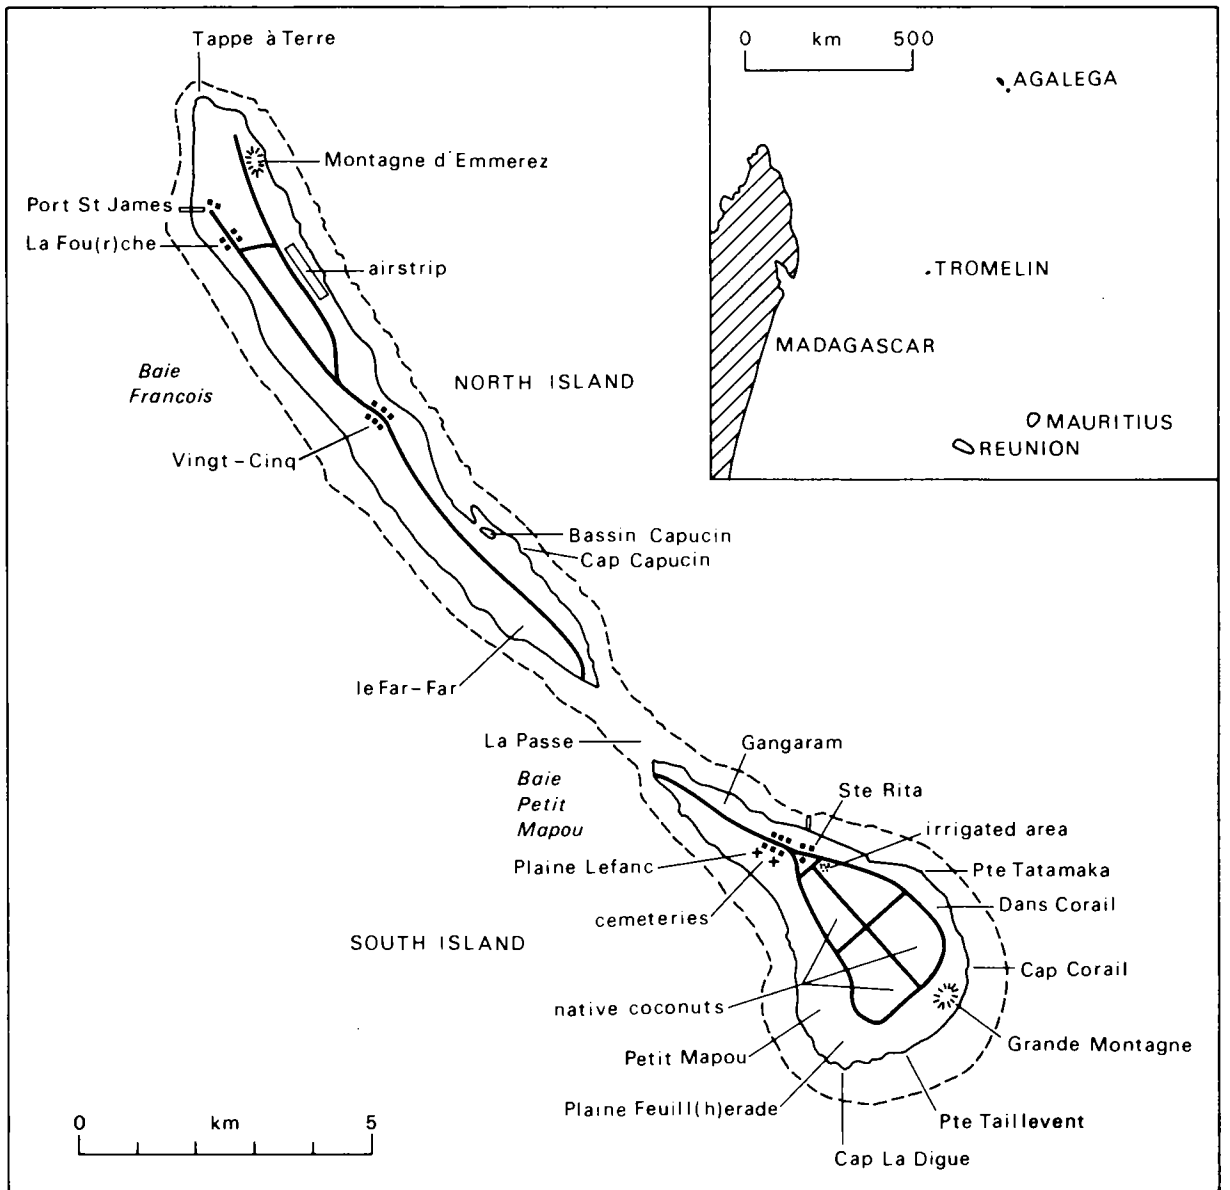 Tappe à Terre
0 km 500
AGALEGA
Montagne d'Emmerez
Port St James
La Fou(r)che
airstrip
TROMELIN
MADAGASCAR
Baie
Francois
NORTH ISLAND
MAURITIUS
REUNION
Vingt-Cinq
Bassin Capucin
Cap Capucin
le Far-Far
La Passe
Gangaram
Baie
Petit
Mapou
Ste Rita
irrigated area
Plaine Lefanc
Pte Tatamaka
cemeteries
Dans Corail
SOUTH ISLAND
Cap Corail
native coconuts
Grande Montagne
Petit Mapou
Plaine Feuill(h)erade
Pte Taillevent
0 km 5
Cap La Digue